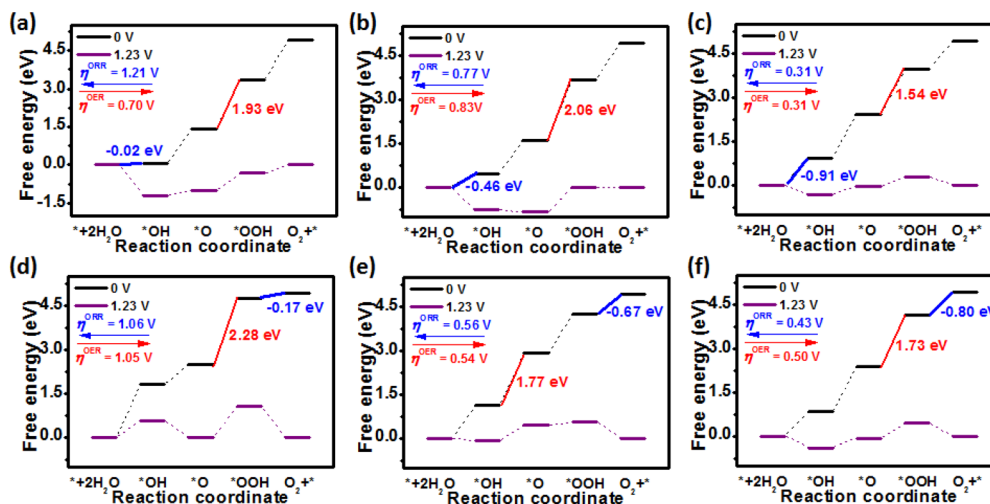 (a)
Free energy (eV)
4.5
3.0
1.5
0.0
-1.5
0 V
1.23 V
η^ORR = 1.21 V
η^OER = 0.70 V
1.93 eV
-0.02 eV
*+2H₂O *OH *O *OOH O₂+*
Reaction coordinate
(b)
Free energy (eV)
4.5
3.0
1.5
0.0
0 V
1.23 V
η^ORR = 0.77 V
η^OER = 0.83V
2.06 eV
-0.46 eV
*+2H₂O *OH *O *OOH O₂+*
Reaction coordinate
(c)
Free energy (eV)
4.5
3.0
1.5
0.0
0 V
1.23 V
η^ORR = 0.31 V
η^OER = 0.31 V
1.54 eV
-0.91 eV
*+2H₂O *OH *O *OOH O₂+*
Reaction coordinate
(d)
Free energy (eV)
4.5
3.0
1.5
0.0
0 V
1.23 V
η^ORR = 1.06 V
η^OER = 1.05 V
-0.17 eV
2.28 eV
*+2H₂O *OH *O *OOH O₂+*
Reaction coordinate
(e)
Free energy (eV)
4.5
3.0
1.5
0.0
0 V
1.23 V
η^ORR = 0.56 V
η^OER = 0.54 V
-0.67 eV
1.77 eV
*+2H₂O *OH *O *OOH O₂+*
Reaction coordinate
(f)
Free energy (eV)
4.5
3.0
1.5
0.0
0 V
1.23 V
η^ORR = 0.43 V
η^OER = 0.50 V
-0.80 eV
1.73 eV
*+2H₂O *OH *O *OOH O₂+*
Reaction coordinate